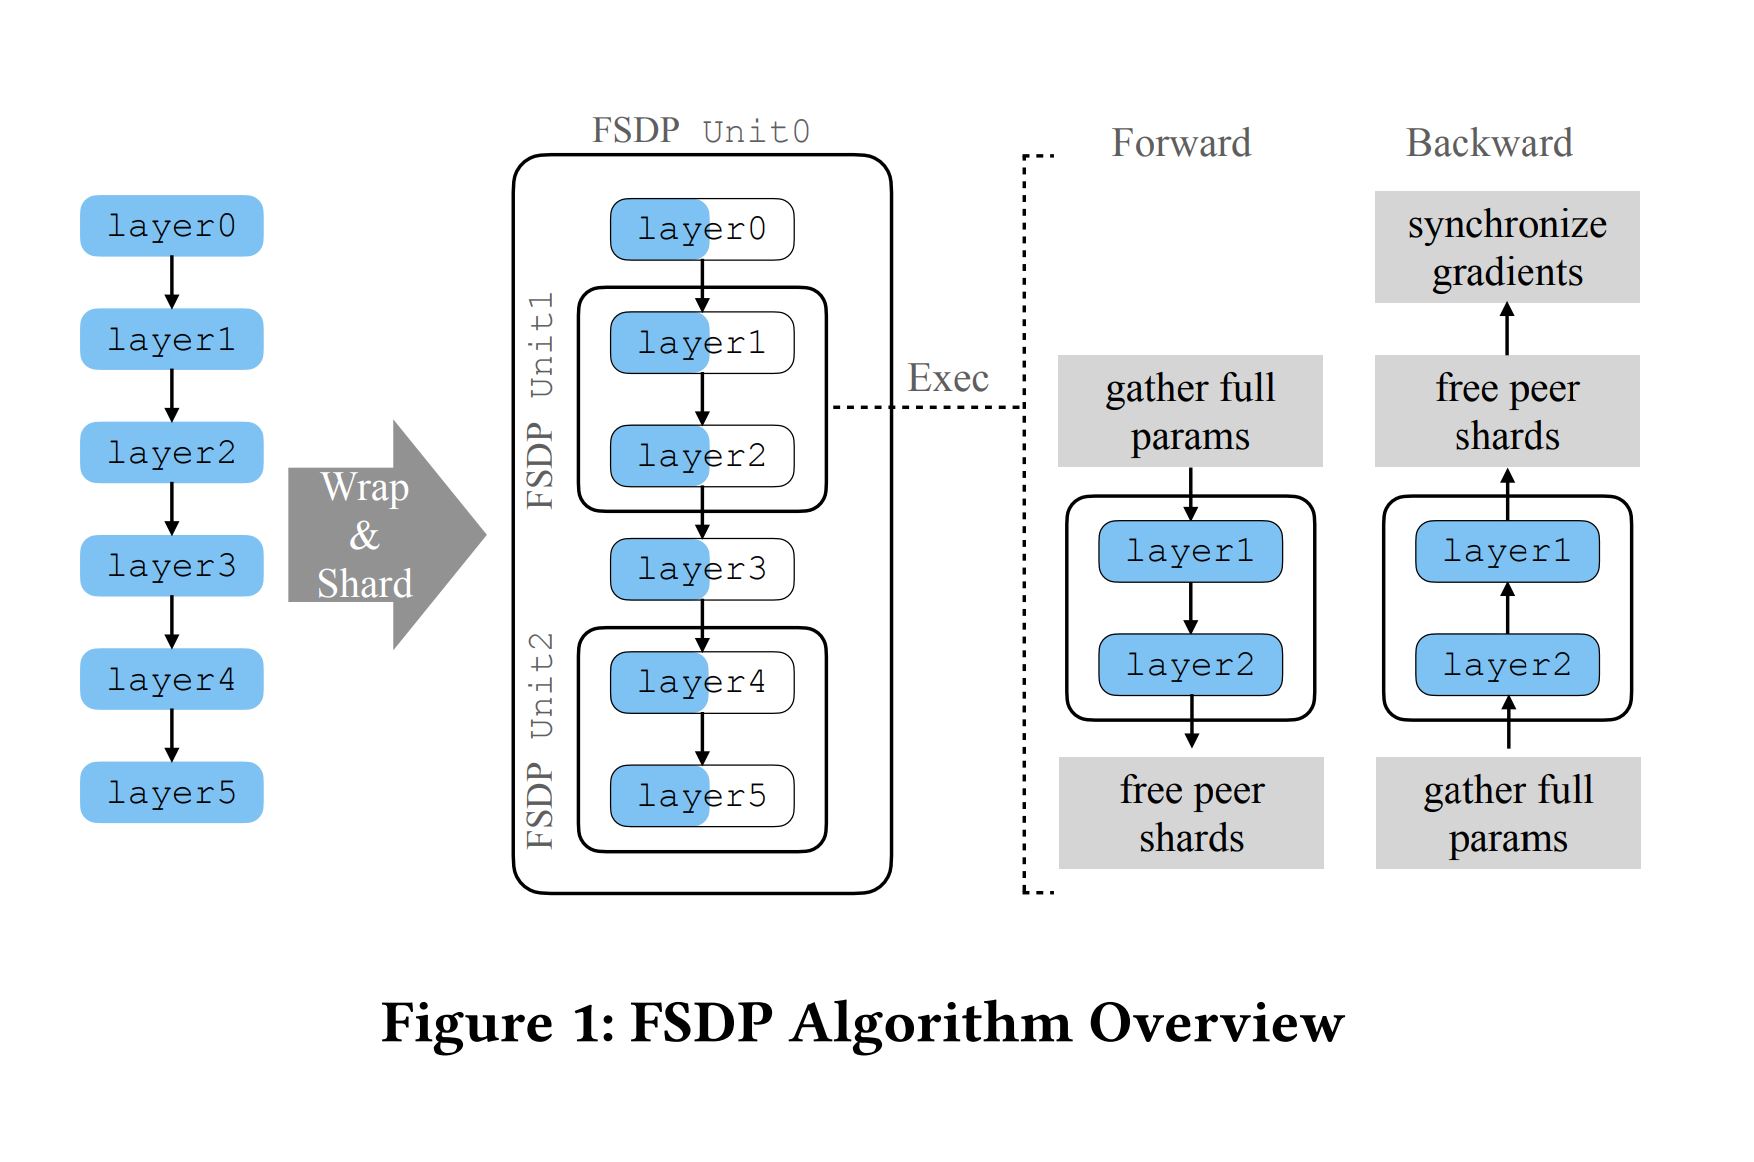 layer0
layer1
layer2
layer3
layer4
layer5
Wrap
&
Shard
FSDP Unit0
layer0
FSDP Unit1
layer1
layer2
layer3
FSDP Unit2
layer4
layer5
Exec
Forward
gather full
params
layer1
layer2
free peer
shards
Backward
synchronize
gradients
free peer
shards
layer1
layer2
gather full
params
Figure 1: FSDP Algorithm Overview